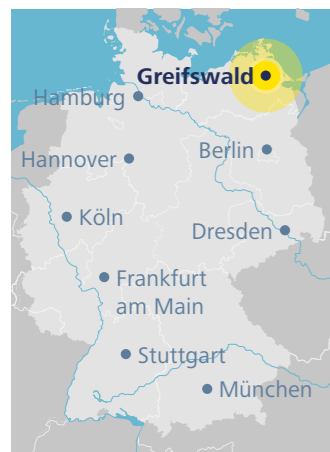 Greifswald
Hamburg
Hannover
Berlin
Köln
Dresden
Frankfurt
am Main
Stuttgart
München